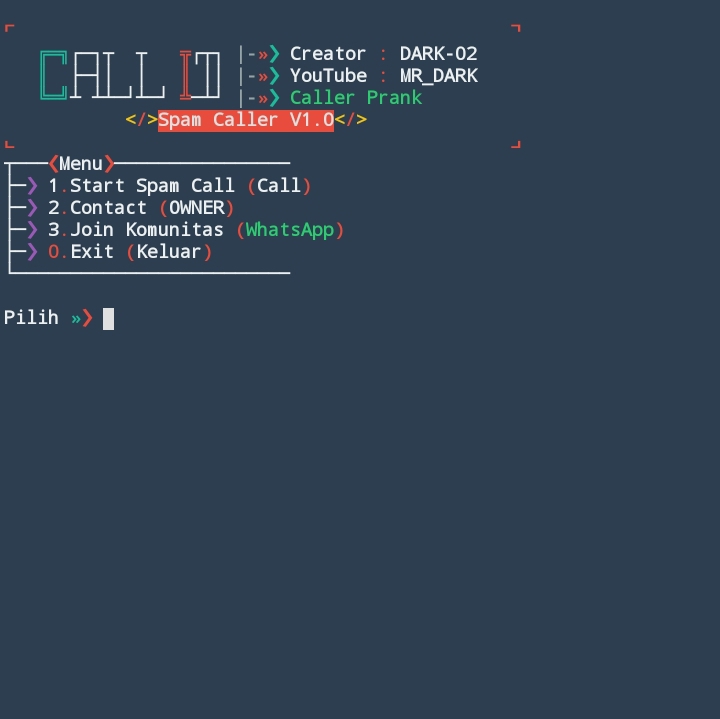 CALL IT
|-»❯ Creator : DARK-02
|-»❯ YouTube : MR_DARK
|-»❯ Caller Prank
</>Spam Caller V1.0</>
❮Menu❯
❯ 1.Start Spam Call (Call)
❯ 2.Contact (OWNER)
❯ 3.Join Komunitas (WhatsApp)
❯ 0.Exit (Keluar)
Pilih »❯